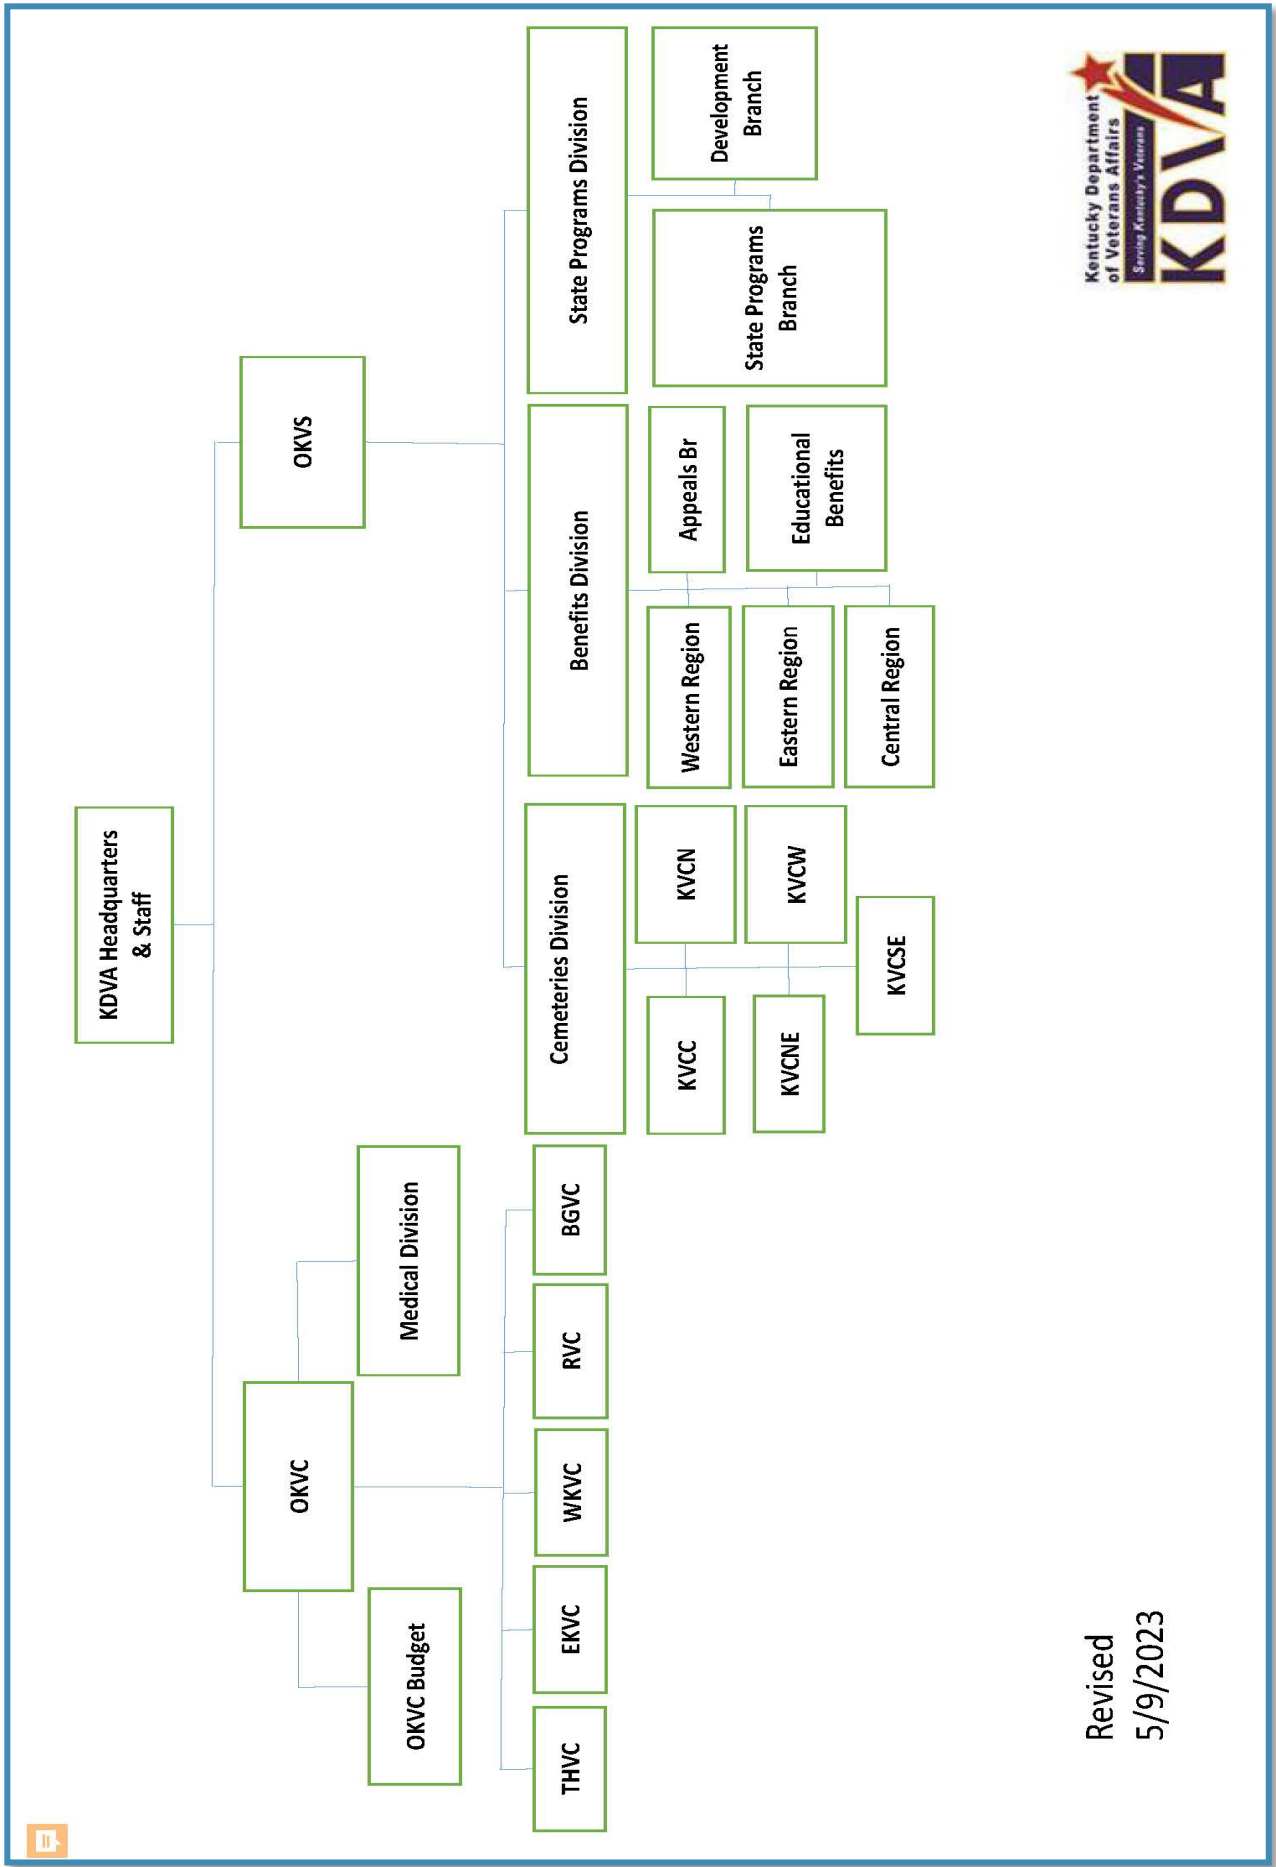 KDVA Headquarters
& Staff
OKVC
OKVS
OKVC Budget
Medical Division
THVC
EKVC
WKVC
RVC
BGVC
Cemeteries Division
Benefits Division
State Programs Division
KVCC
KVCN
KVCNE
KVCW
KVCSE
Western Region
Appeals Br
Eastern Region
Educational
Benefits
Central Region
State Programs
Branch
Development
Branch
Revised
5/9/2023
Kentucky Department
of Veterans Affairs
Serving Kentucky's Veterans
KDVA